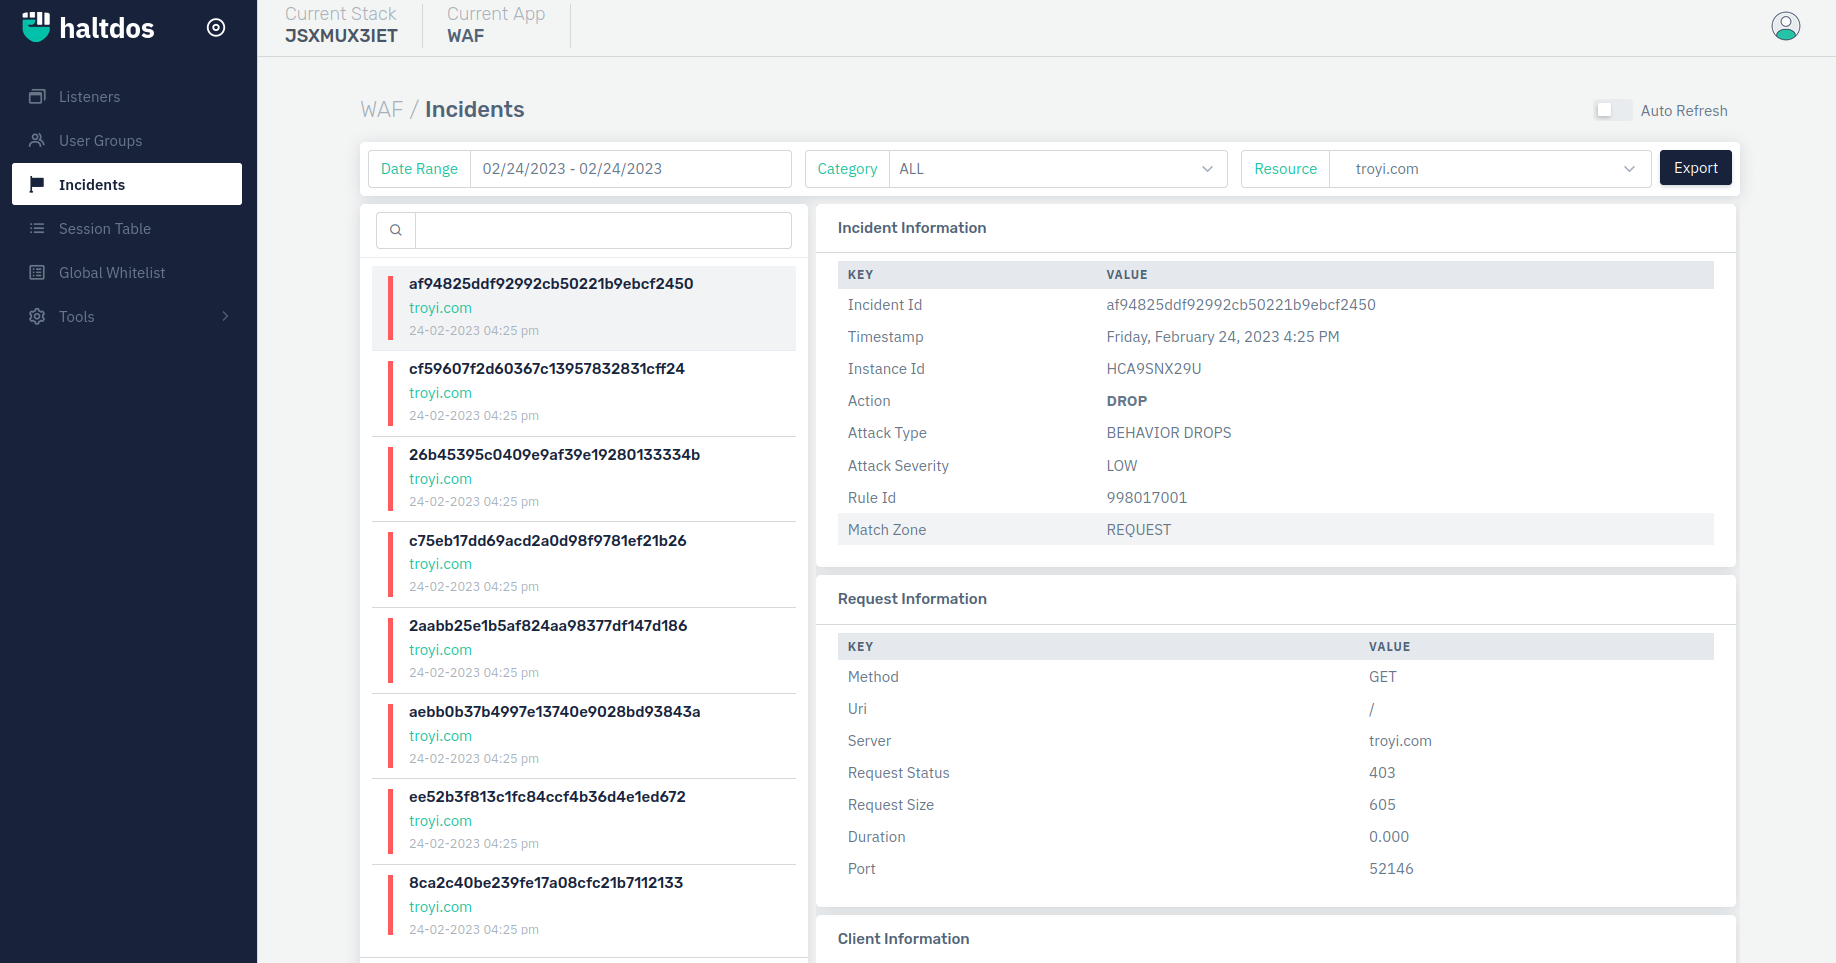 haltdos
Current Stack
JSXMUX3IET
Current App
WAF
Listeners
User Groups
Incidents
Session Table
Global Whitelist
Tools
WAF / Incidents
Auto Refresh
Date Range 02/24/2023 - 02/24/2023
Category ALL
Resource troyi.com
Export
af94825ddf92992cb50221b9ebcf2450
troyi.com
24-02-2023 04:25 pm
cf59607f2d60367c13957832831cff24
troyi.com
24-02-2023 04:25 pm
26b45395c0409e9af39e19280133334b
troyi.com
24-02-2023 04:25 pm
c75eb17dd69acd2a0d98f9781ef21b26
troyi.com
24-02-2023 04:25 pm
2aabb25e1b5af824aa98377df147d186
troyi.com
24-02-2023 04:25 pm
aebb0b37b4997e13740e9028bd93843a
troyi.com
24-02-2023 04:25 pm
ee52b3f813c1fc84ccf4b36d4e1ed672
troyi.com
24-02-2023 04:25 pm
8ca2c40be239fe17a08cfc21b7112133
troyi.com
24-02-2023 04:25 pm
Incident Information
KEY VALUE
Incident Id af94825ddf92992cb50221b9ebcf2450
Timestamp Friday, February 24, 2023 4:25 PM
Instance Id HCA9SNX29U
Action DROP
Attack Type BEHAVIOR DROPS
Attack Severity LOW
Rule Id 998017001
Match Zone REQUEST
Request Information
KEY VALUE
Method GET
Uri /
Server troyi.com
Request Status 403
Request Size 605
Duration 0.000
Port 52146
Client Information